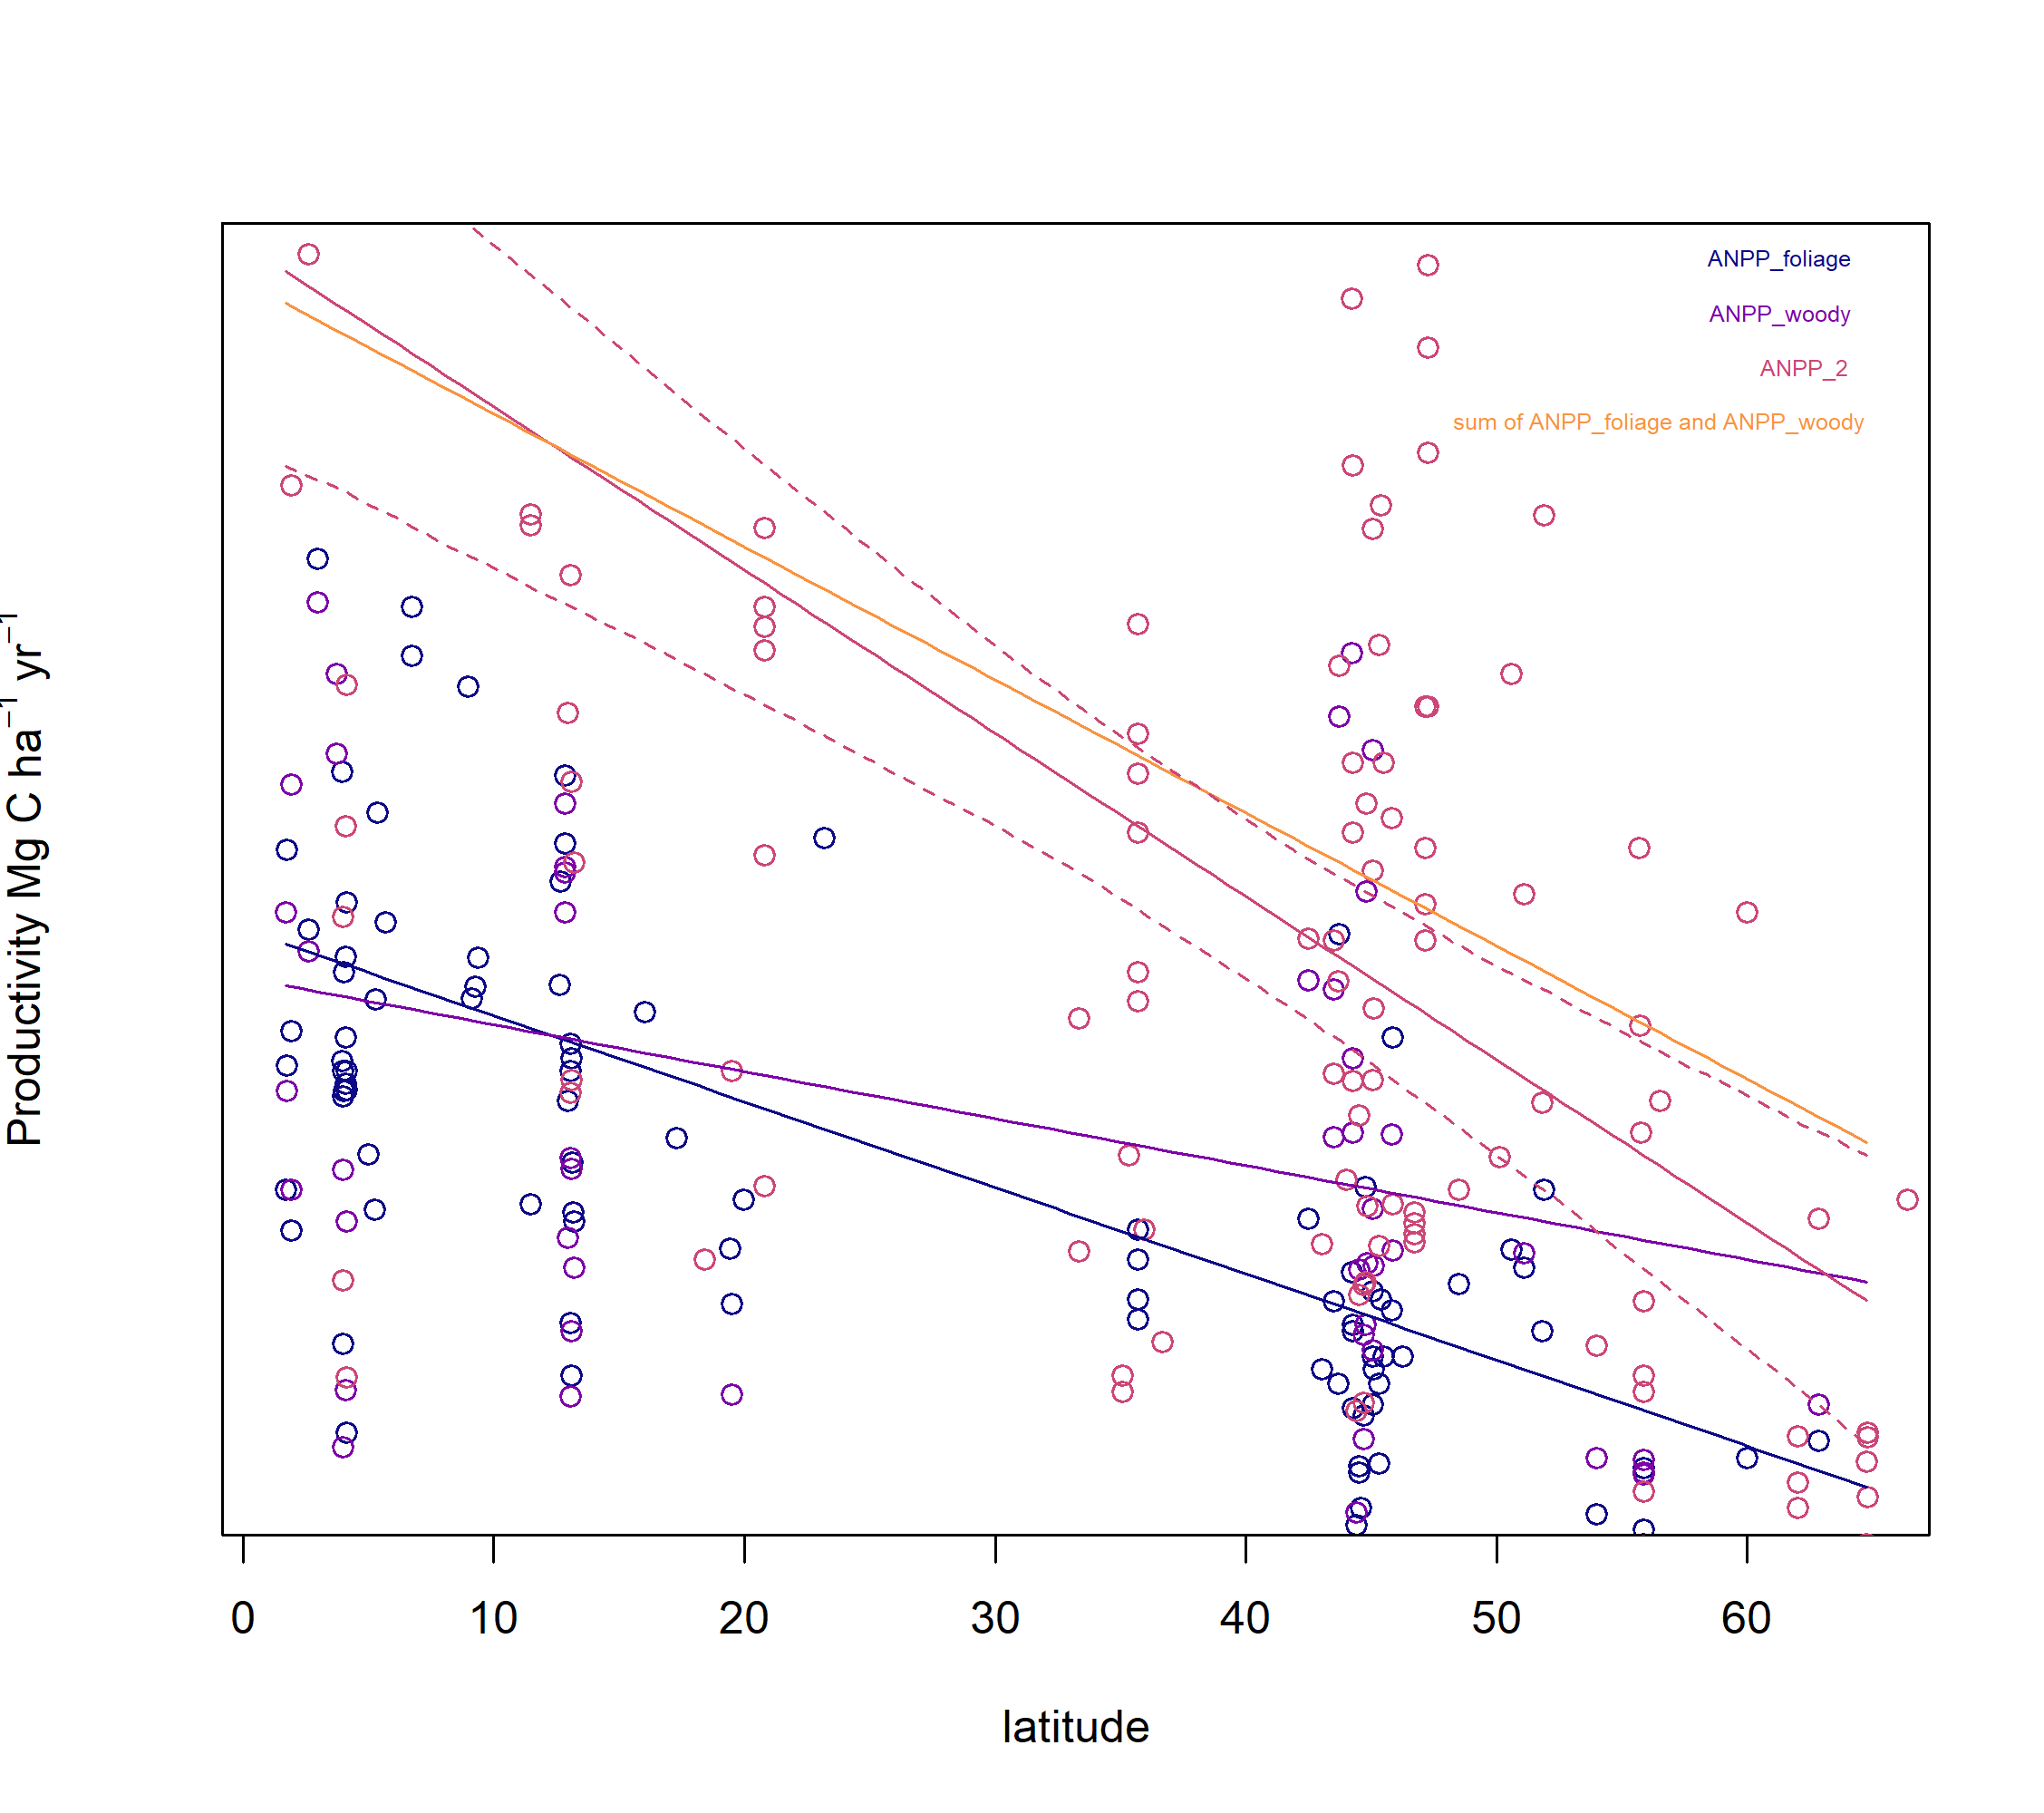 Productivity Mg C ha⁻¹ yr⁻¹
ANPP_foliage
ANPP_woody
ANPP_2
sum of ANPP_foliage and ANPP_woody
0 10 20 30 40 50 60
latitude